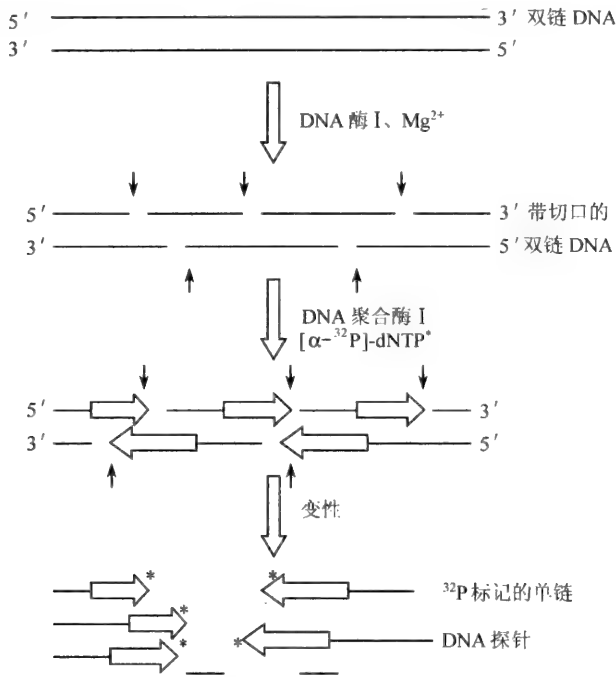 5′ 3′ 双链 DNA
3′ 5′
DNA 酶 Ⅰ、Mg²⁺
5′ 3′ 带切口的
3′ 5′ 双链 DNA
DNA 聚合酶 Ⅰ
[α-³²P]-dNTP*
5′ 3′
3′ 5′
变性
* *
³²P 标记的单链
*
* *
DNA 探针